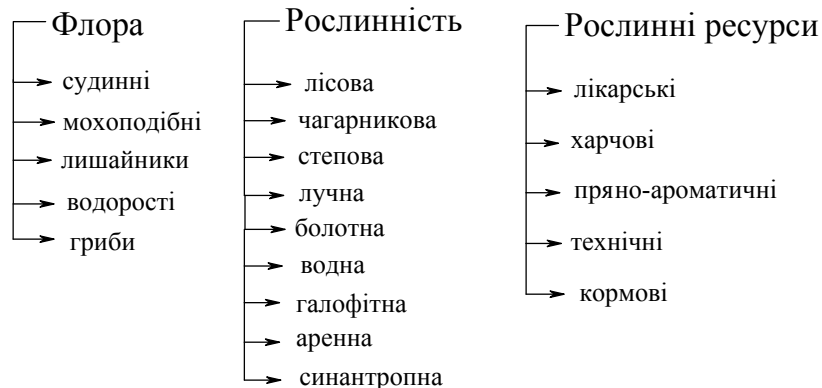 Флора
судинні
мохоподібні
лишайники
водорості
гриби
Рослинність
лісова
чагарникова
степова
лучна
болотна
водна
галофітна
аренна
синантропна
Рослинні ресурси
лікарські
харчові
пряно-ароматичні
технічні
кормові